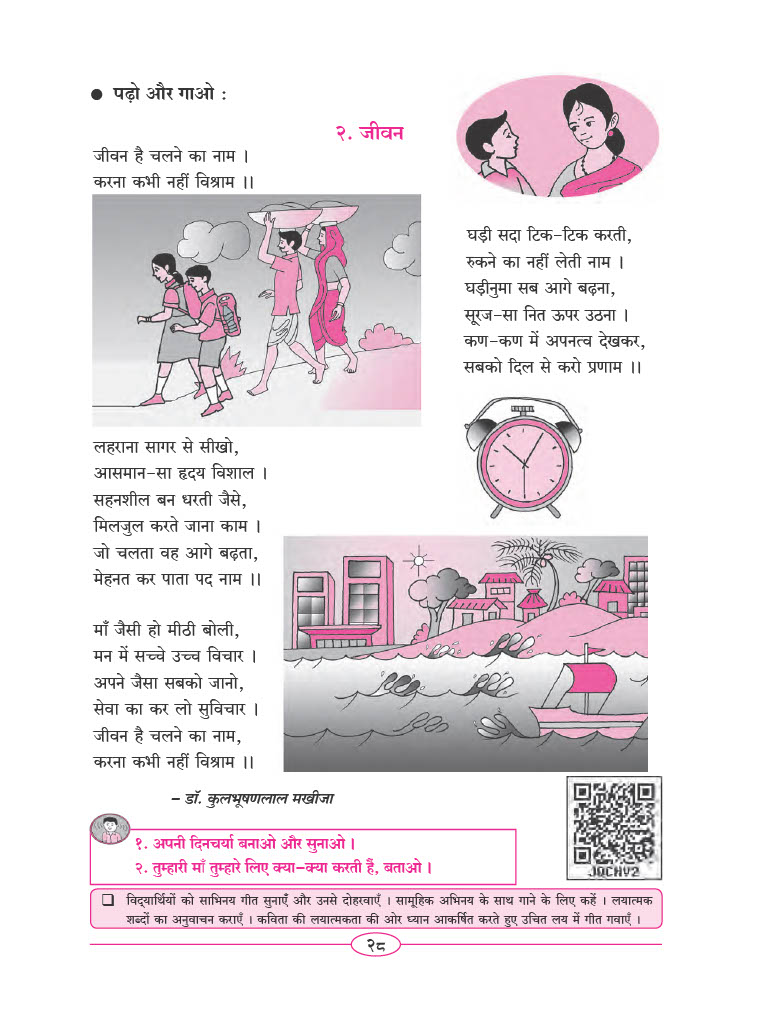 ● पढ़ो और गाओ :
२. जीवन
जीवन है चलने का नाम ।
करना कभी नहीं विश्राम ।।
घड़ी सदा टिक-टिक करती,
रुकने का नहीं लेती नाम ।
घड़ीनुमा सब आगे बढ़ना,
सूरज-सा नित ऊपर उठना ।
कण-कण में अपनत्व देखकर,
सबको दिल से करो प्रणाम ।।
लहराना सागर से सीखो,
आसमान-सा हृदय विशाल ।
सहनशील बन धरती जैसे,
मिलजुल करते जाना काम ।
जो चलता वह आगे बढ़ता,
मेहनत कर पाता पद नाम ।।
माँ जैसी हो मीठी बोली,
मन में सच्चे उच्च विचार ।
अपने जैसा सबको जानो,
सेवा का कर लो सुविचार ।
जीवन है चलने का नाम,
करना कभी नहीं विश्राम ।।
– डॉ. कुलभूषणलाल मखीजा
JQCNV2
१. अपनी दिनचर्या बनाओ और सुनाओ ।
२. तुम्हारी माँ तुम्हारे लिए क्या-क्या करती हैं, बताओ ।
❑ विद्‌यार्थियों को साभिनय गीत सुनाएँ और उनसे दोहरवाएँ । सामूहिक अभिनय के साथ गाने के लिए कहें । लयात्मक
शब्दों का अनुवाचन कराएँ । कविता की लयात्मकता की ओर ध्यान आकर्षित करते हुए उचित लय में गीत गवाएँ ।
२८